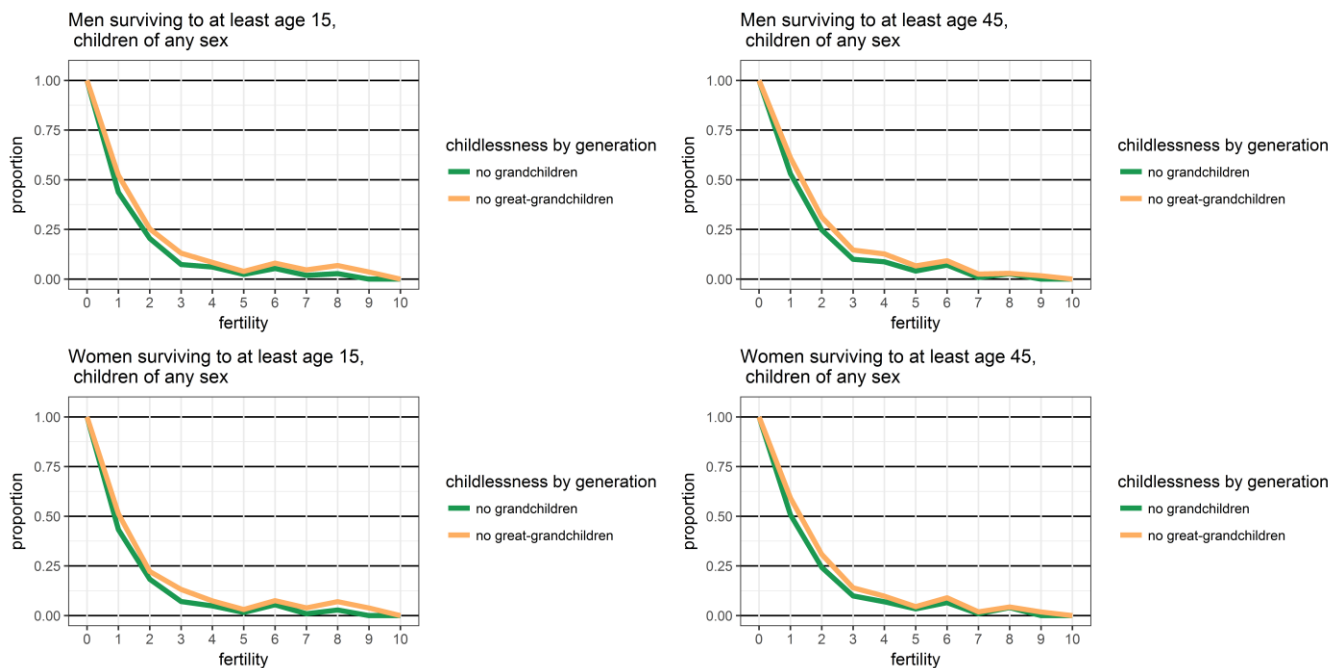 Men surviving to at least age 15,
children of any sex
1.00
0.75
0.50
0.25
0.00
proportion
0 1 2 3 4 5 6 7 8 9 10
fertility
childlessness by generation
no grandchildren
no great-grandchildren
Men surviving to at least age 45,
children of any sex
1.00
0.75
0.50
0.25
0.00
proportion
0 1 2 3 4 5 6 7 8 9 10
fertility
childlessness by generation
no grandchildren
no great-grandchildren
Women surviving to at least age 15,
children of any sex
1.00
0.75
0.50
0.25
0.00
proportion
0 1 2 3 4 5 6 7 8 9 10
fertility
childlessness by generation
no grandchildren
no great-grandchildren
Women surviving to at least age 45,
children of any sex
1.00
0.75
0.50
0.25
0.00
proportion
0 1 2 3 4 5 6 7 8 9 10
fertility
childlessness by generation
no grandchildren
no great-grandchildren